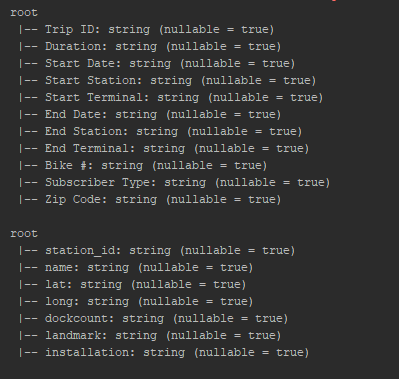 root
 |-- Trip ID: string (nullable = true)
 |-- Duration: string (nullable = true)
 |-- Start Date: string (nullable = true)
 |-- Start Station: string (nullable = true)
 |-- Start Terminal: string (nullable = true)
 |-- End Date: string (nullable = true)
 |-- End Station: string (nullable = true)
 |-- End Terminal: string (nullable = true)
 |-- Bike #: string (nullable = true)
 |-- Subscriber Type: string (nullable = true)
 |-- Zip Code: string (nullable = true)

root
 |-- station_id: string (nullable = true)
 |-- name: string (nullable = true)
 |-- lat: string (nullable = true)
 |-- long: string (nullable = true)
 |-- dockcount: string (nullable = true)
 |-- landmark: string (nullable = true)
 |-- installation: string (nullable = true)